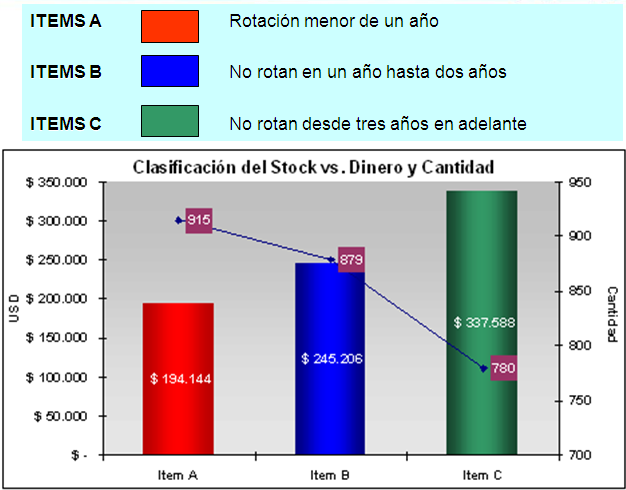 ITEMS A Rotación menor de un año
ITEMS B No rotan en un año hasta dos años
ITEMS C No rotan desde tres años en adelante
Clasificación del Stock vs. Dinero y Cantidad
$ 350.000
$ 300.000
$ 250.000
$ 200.000
$ 150.000
$ 100.000
$ 50.000
$ -
USD
915
879
780
$ 194.144
$ 245.206
$ 337.588
950
900
850
800
750
700
Cantidad
Item A
Item B
Item C